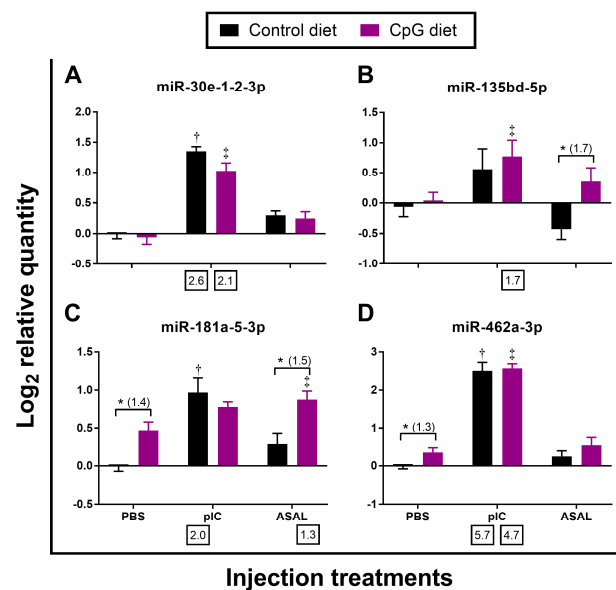 Control diet CpG diet
A
miR-30e-1-2-3p
2.0
1.5
1.0
0.5
0.0
-0.5
†
‡
2.6 2.1
B
miR-135bd-5p
1.5
1.0
0.5
0.0
-0.5
-1.0
‡
* (1.7)
1.7
C
miR-181a-5-3p
1.5
1.0
0.5
0.0
-0.5
* (1.4)
†
* (1.5)
‡
PBS pIC ASAL
2.0 1.3
D
miR-462a-3p
3
2
1
0
-1
* (1.3)
†
‡
PBS pIC ASAL
5.7 4.7
Log2 relative quantity
Injection treatments